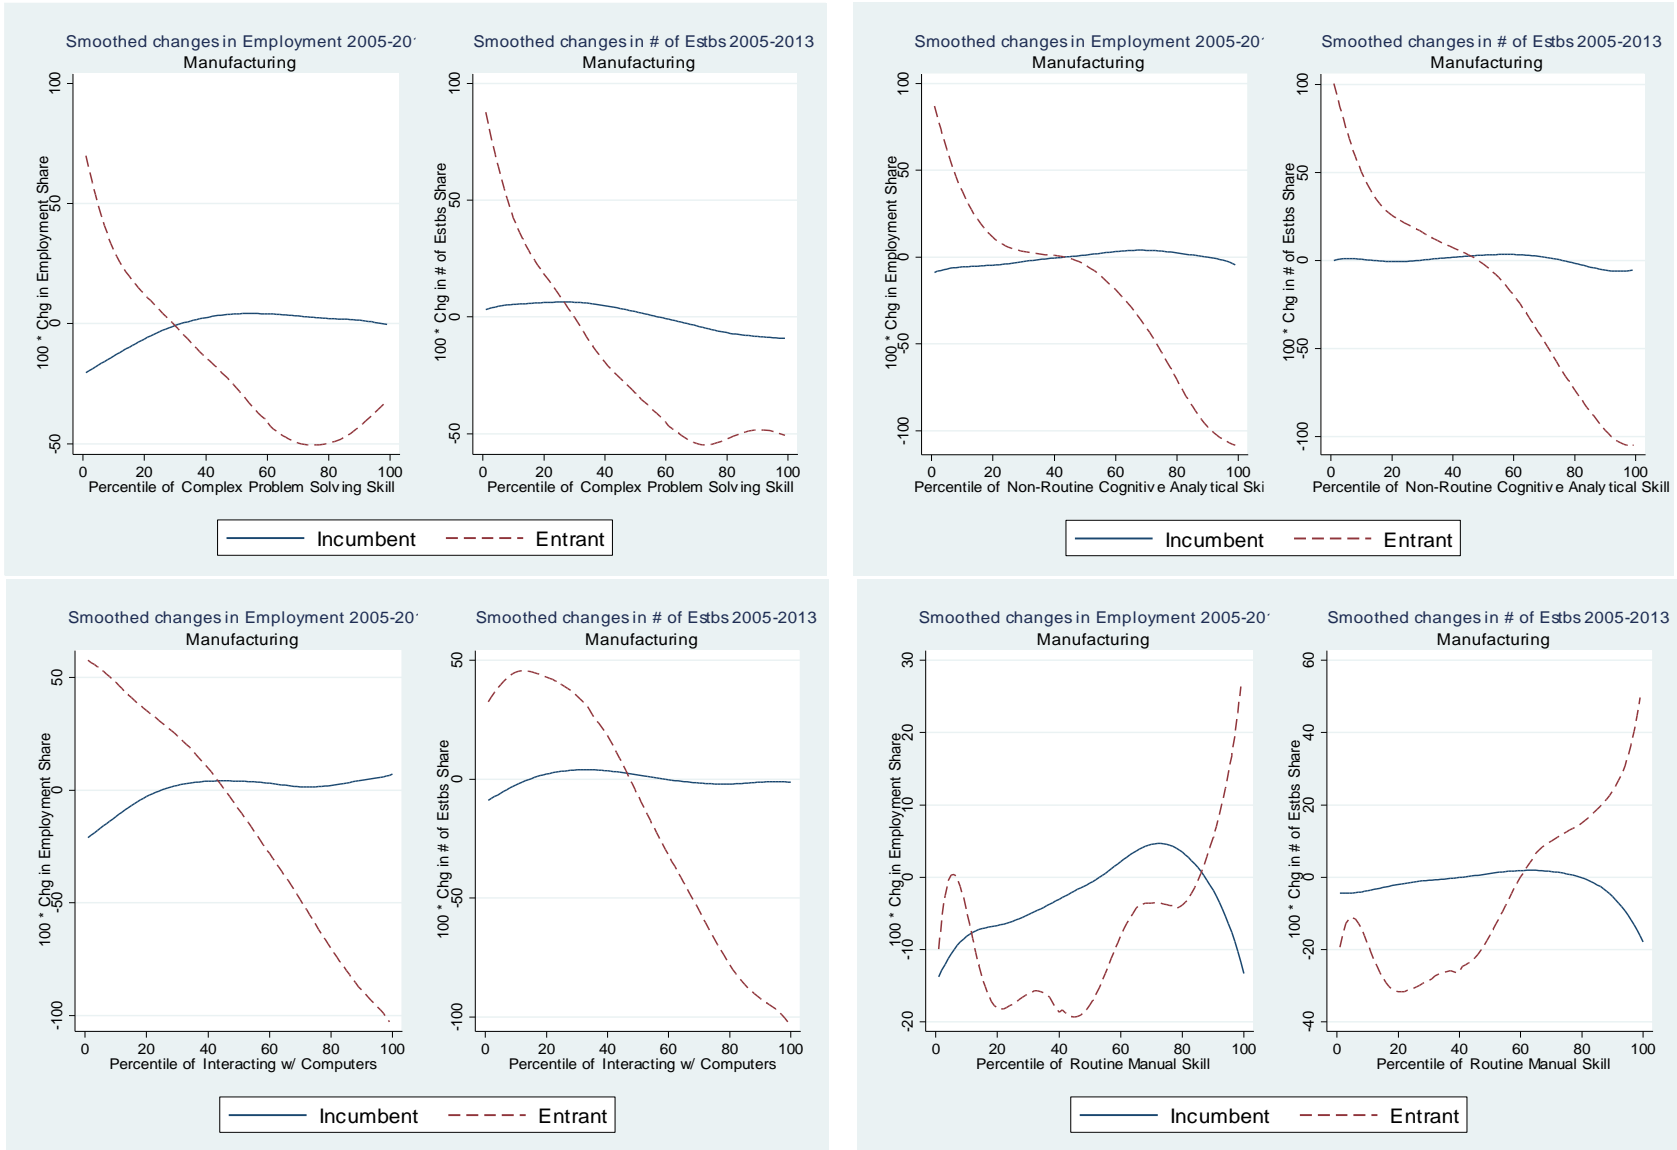 Smoothed changes in Employment 2005-20
Manufacturing
100 * Chg in Employment Share
100
50
0
-50
0 20 40 60 80 100
Percentile of Complex Problem Solving Skill
Smoothed changes in # of Estbs 2005-2013
Manufacturing
100 * Chg in # of Estbs Share
100
50
0
-50
0 20 40 60 80 100
Percentile of Complex Problem Solving Skill
Incumbent Entrant
Smoothed changes in Employment 2005-20
Manufacturing
100 * Chg in Employment Share
100
50
0
-50
-100
0 20 40 60 80 100
Percentile of Non-Routine Cognitive Analytical Ski
Smoothed changes in # of Estbs 2005-2013
Manufacturing
100 * Chg in # of Estbs Share
100
50
0
-50
-100
0 20 40 60 80 100
Percentile of Non-Routine Cognitive Analytical Skill
Incumbent Entrant
Smoothed changes in Employment 2005-20
Manufacturing
100 * Chg in Employment Share
50
0
-50
-100
0 20 40 60 80 100
Percentile of Interacting w/ Computers
Smoothed changes in # of Estbs 2005-2013
Manufacturing
100 * Chg in # of Estbs Share
50
0
-50
-100
0 20 40 60 80 100
Percentile of Interacting w/ Computers
Incumbent Entrant
Smoothed changes in Employment 2005-20
Manufacturing
100 * Chg in Employment Share
30
20
10
0
-10
-20
0 20 40 60 80 100
Percentile of Routine Manual Skill
Smoothed changes in # of Estbs 2005-2013
Manufacturing
100 * Chg in # of Estbs Share
60
40
20
0
-20
-40
0 20 40 60 80 100
Percentile of Routine Manual Skill
Incumbent Entrant